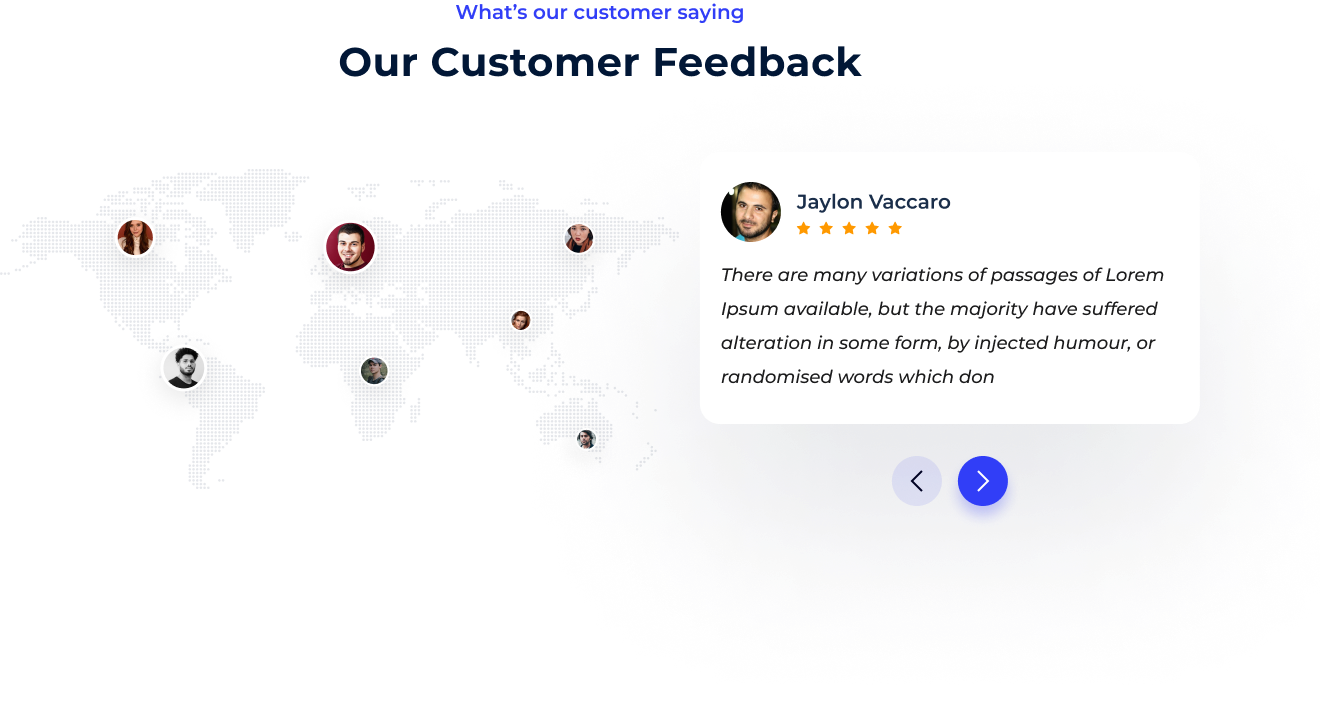 What’s our customer saying
Our Customer Feedback
Jaylon Vaccaro
There are many variations of passages of Lorem
Ipsum available, but the majority have suffered
alteration in some form, by injected humour, or
randomised words which don